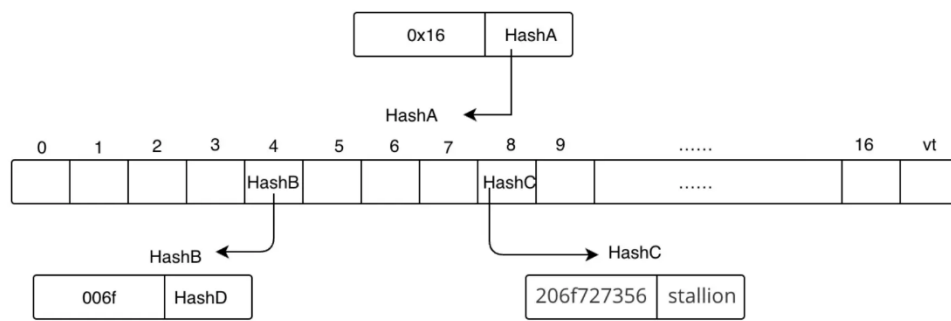 0x16 HashA
HashA
0 1 2 3 4 5 6 7 8 9 ...... 16 vt
HashB HashC ......
HashB HashC
006f HashD 206f727356 stallion